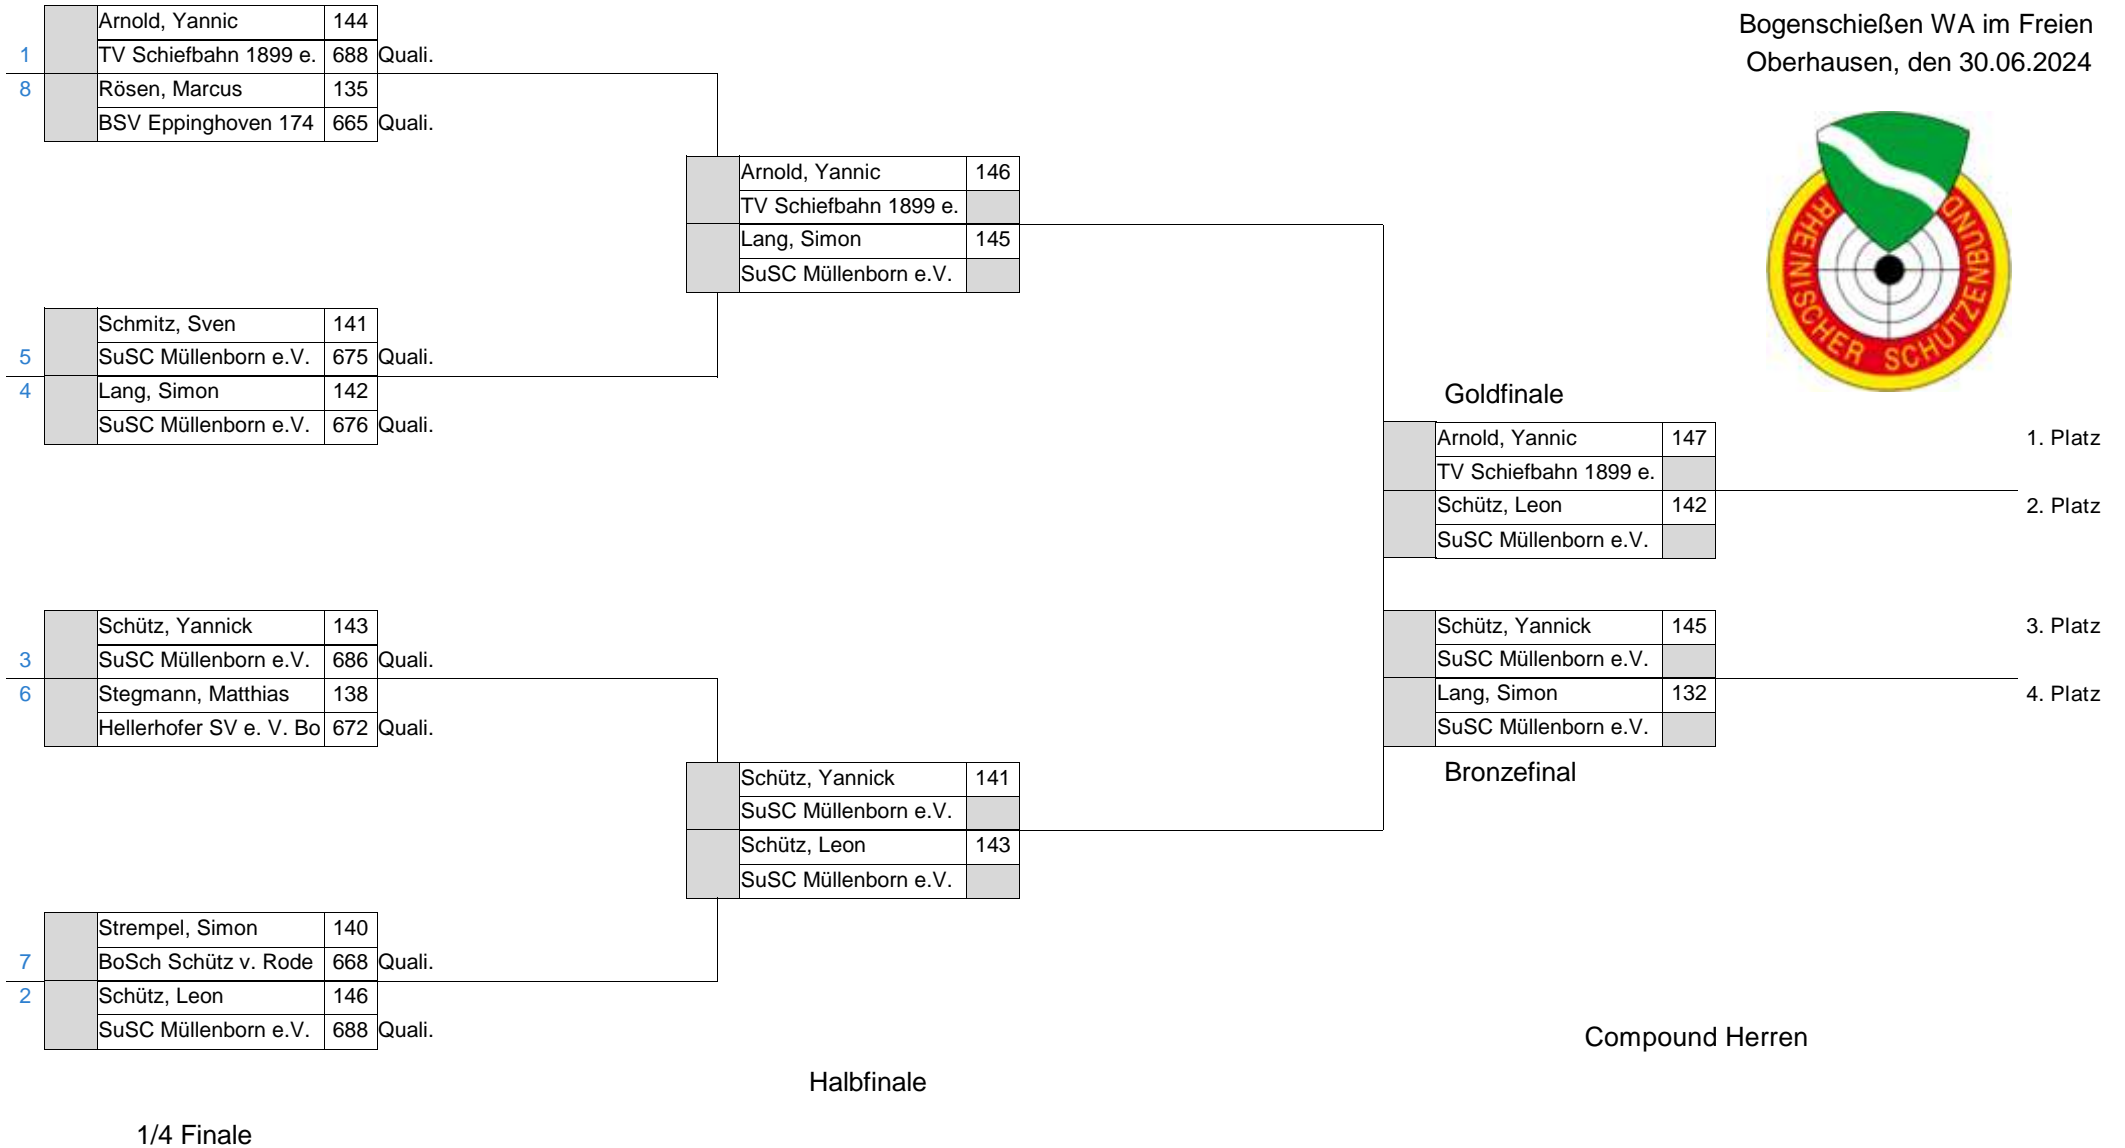 Bogenschießen WA im Freien
Oberhausen, den 30.06.2024
RHEINISCHER SCHÜTZENBUND
Arnold, Yannic 144
1 TV Schiefbahn 1899 e. 688 Quali.
8 Rösen, Marcus 135
BSV Eppinghoven 174 665 Quali.
Arnold, Yannic 146
TV Schiefbahn 1899 e.
Lang, Simon 145
SuSC Müllenborn e.V.
Schmitz, Sven 141
5 SuSC Müllenborn e.V. 675 Quali.
4 Lang, Simon 142
SuSC Müllenborn e.V. 676 Quali.
Goldfinale
Arnold, Yannic 147 1. Platz
TV Schiefbahn 1899 e.
Schütz, Leon 142 2. Platz
SuSC Müllenborn e.V.
Schütz, Yannick 143
3 SuSC Müllenborn e.V. 686 Quali.
6 Stegmann, Matthias 138
Hellerhofer SV e. V. Bo 672 Quali.
Schütz, Yannick 145 3. Platz
SuSC Müllenborn e.V.
Lang, Simon 132 4. Platz
SuSC Müllenborn e.V.
Bronzefinal
Schütz, Yannick 141
SuSC Müllenborn e.V.
Schütz, Leon 143
SuSC Müllenborn e.V.
Strempel, Simon 140
7 BoSch Schütz v. Rode 668 Quali.
2 Schütz, Leon 146
SuSC Müllenborn e.V. 688 Quali.
Compound Herren
Halbfinale
1/4 Finale